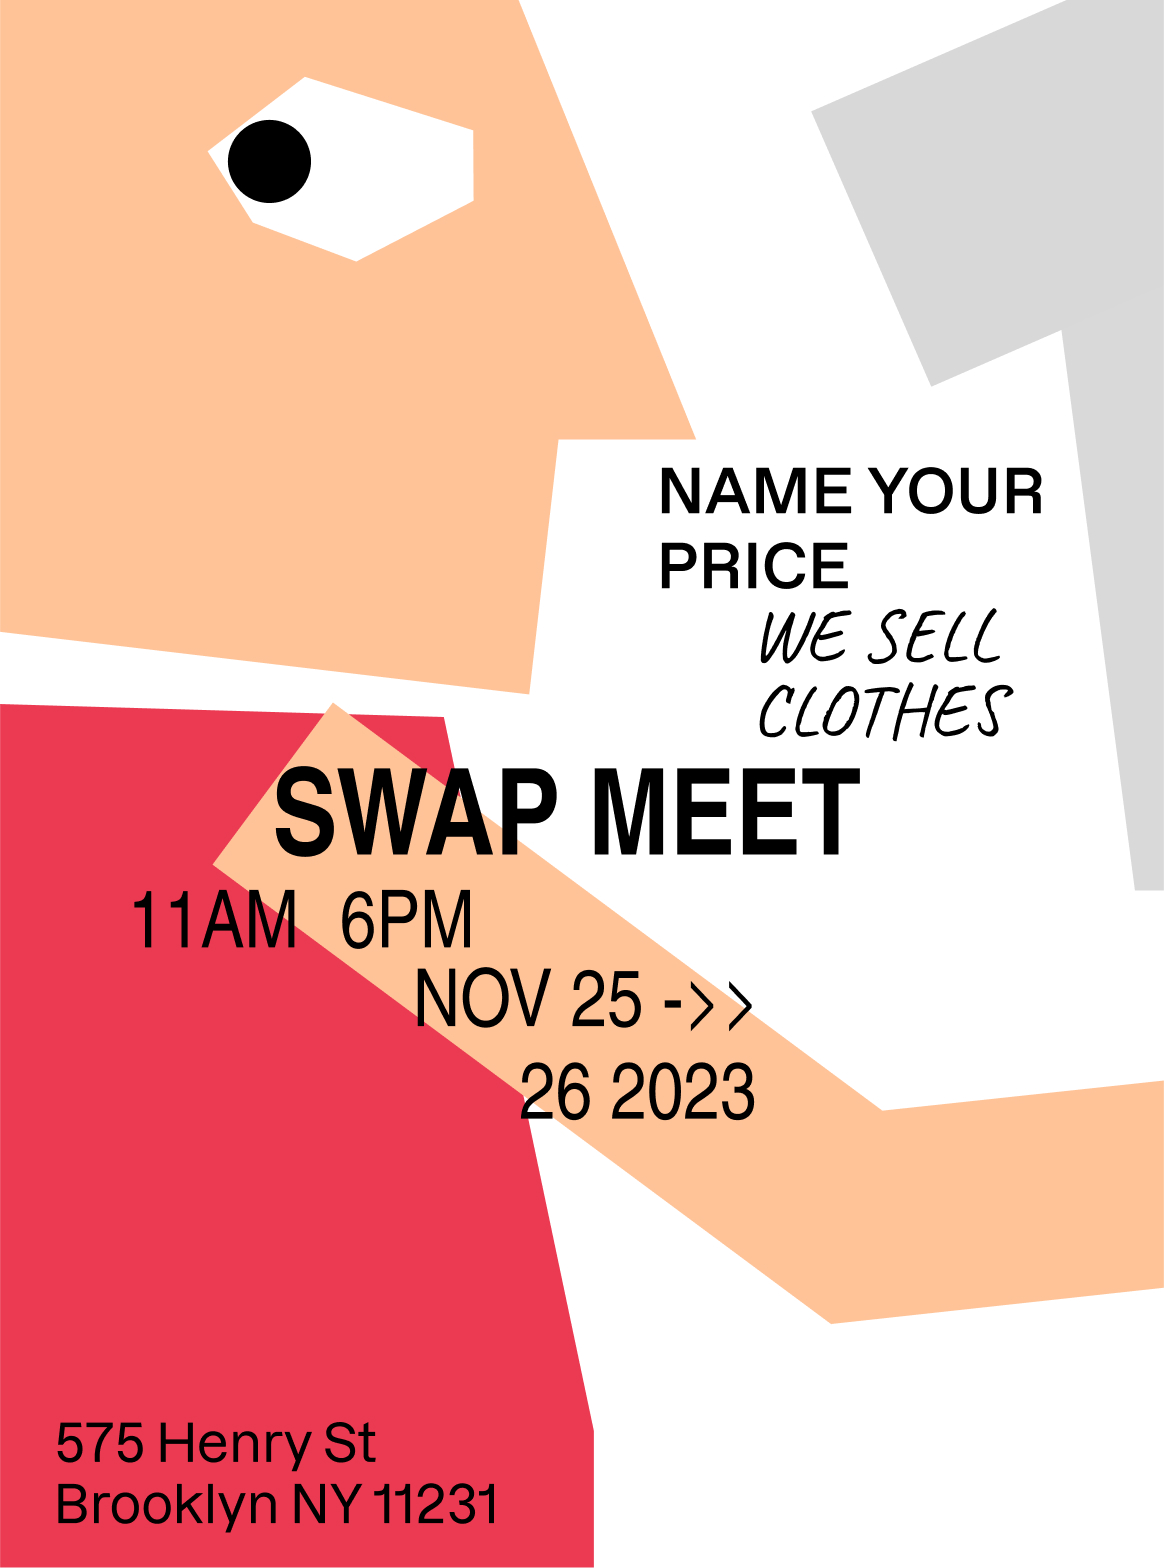 NAME YOUR
PRICE
WE SELL
CLOTHES
SWAP MEET
11AM 6PM
NOV 25 ->>
26 2023
575 Henry St
Brooklyn NY 11231